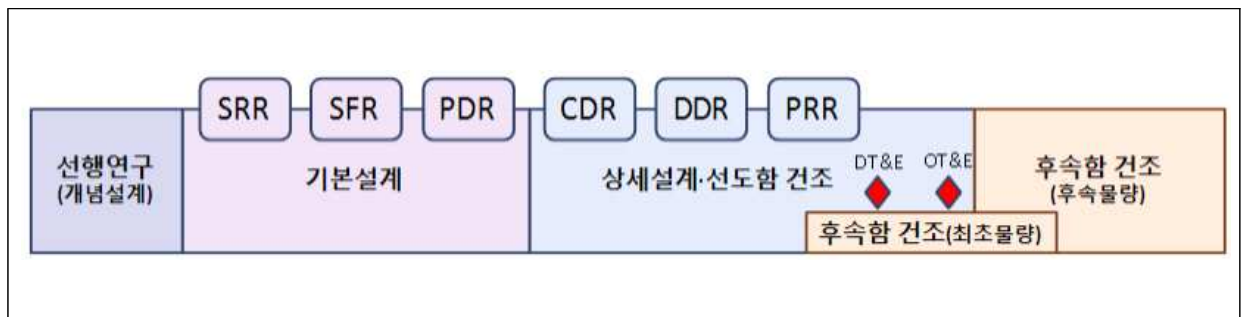 SRR
SFR
PDR
CDR
DDR
PRR
선행연구
(개념설계)
기본설계
상세설계·선도함 건조
DT&E
OT&E
후속함 건조
(후속물량)
후속함 건조(최초물량)